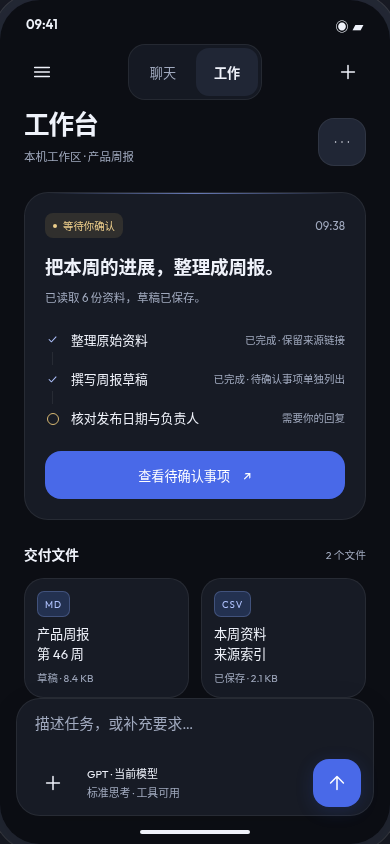 09:41
聊天 工作
工作台
本机工作区·产品周报
···
等待你确认 09:38
把本周的进展，整理成周报。
已读取 6 份资料，草稿已保存。
整理原始资料 已完成·保留来源链接
撰写周报草稿 已完成·待确认事项单独列出
核对发布日期与负责人 需要你的回复
查看待确认事项 ↗
交付文件 2 个文件
MD CSV
产品周报 本周资料
第 46 周 来源索引
草稿·8.4 KB 已保存·2.1 KB
描述任务，或补充要求…
GPT·当前模型
标准思考·工具可用